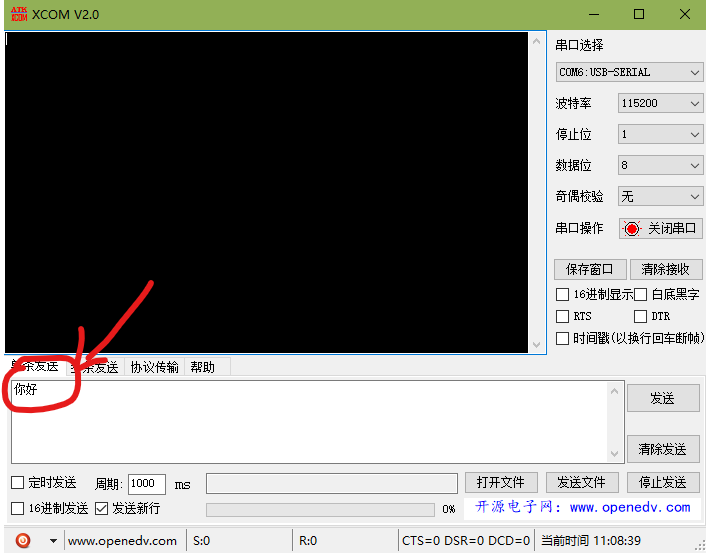 ATK
XCOM
XCOM V2.0
串口选择
COM6:USB-SERIAL
波特率
115200
停止位
1
数据位
8
奇偶校验
无
串口操作
关闭串口
保存窗口
清除接收
16进制显示
白底黑字
RTS
DTR
时间戳(以换行回车断帧)
单条发送
多条发送
协议传输
帮助
你好
发送
清除发送
定时发送
周期:
1000
ms
打开文件
发送文件
停止发送
16进制发送
发送新行
0%
开源电子网: www.openedv.com
www.openedv.com
S:0
R:0
CTS=0 DSR=0 DCD=0
当前时间 11:08:39